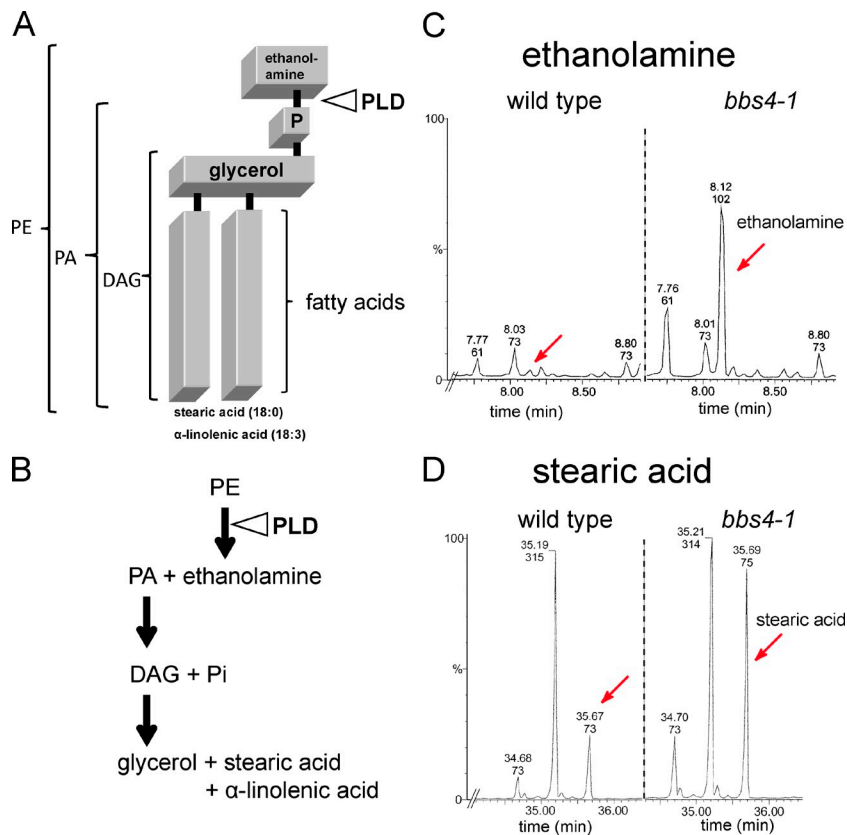 A
ethanol-
amine
PLD
P
glycerol
PE
PA
DAG
fatty acids
stearic acid (18:0)
α-linolenic acid (18:3)
B
PE
PLD
PA + ethanolamine
DAG + Pi
glycerol + stearic acid
+ α-linolenic acid
C
ethanolamine
wild type
bbs4-1
100
%
0
7.77
61
8.03
73
8.80
73
7.76
61
8.01
73
8.12
102
ethanolamine
8.80
73
8.00
8.50
8.00
8.50
time (min)
time (min)
D
stearic acid
wild type
bbs4-1
100
%
0
34.68
73
35.19
315
35.67
73
34.70
73
35.21
314
35.69
75
stearic acid
35.00
36.00
35.00
36.00
time (min)
time (min)